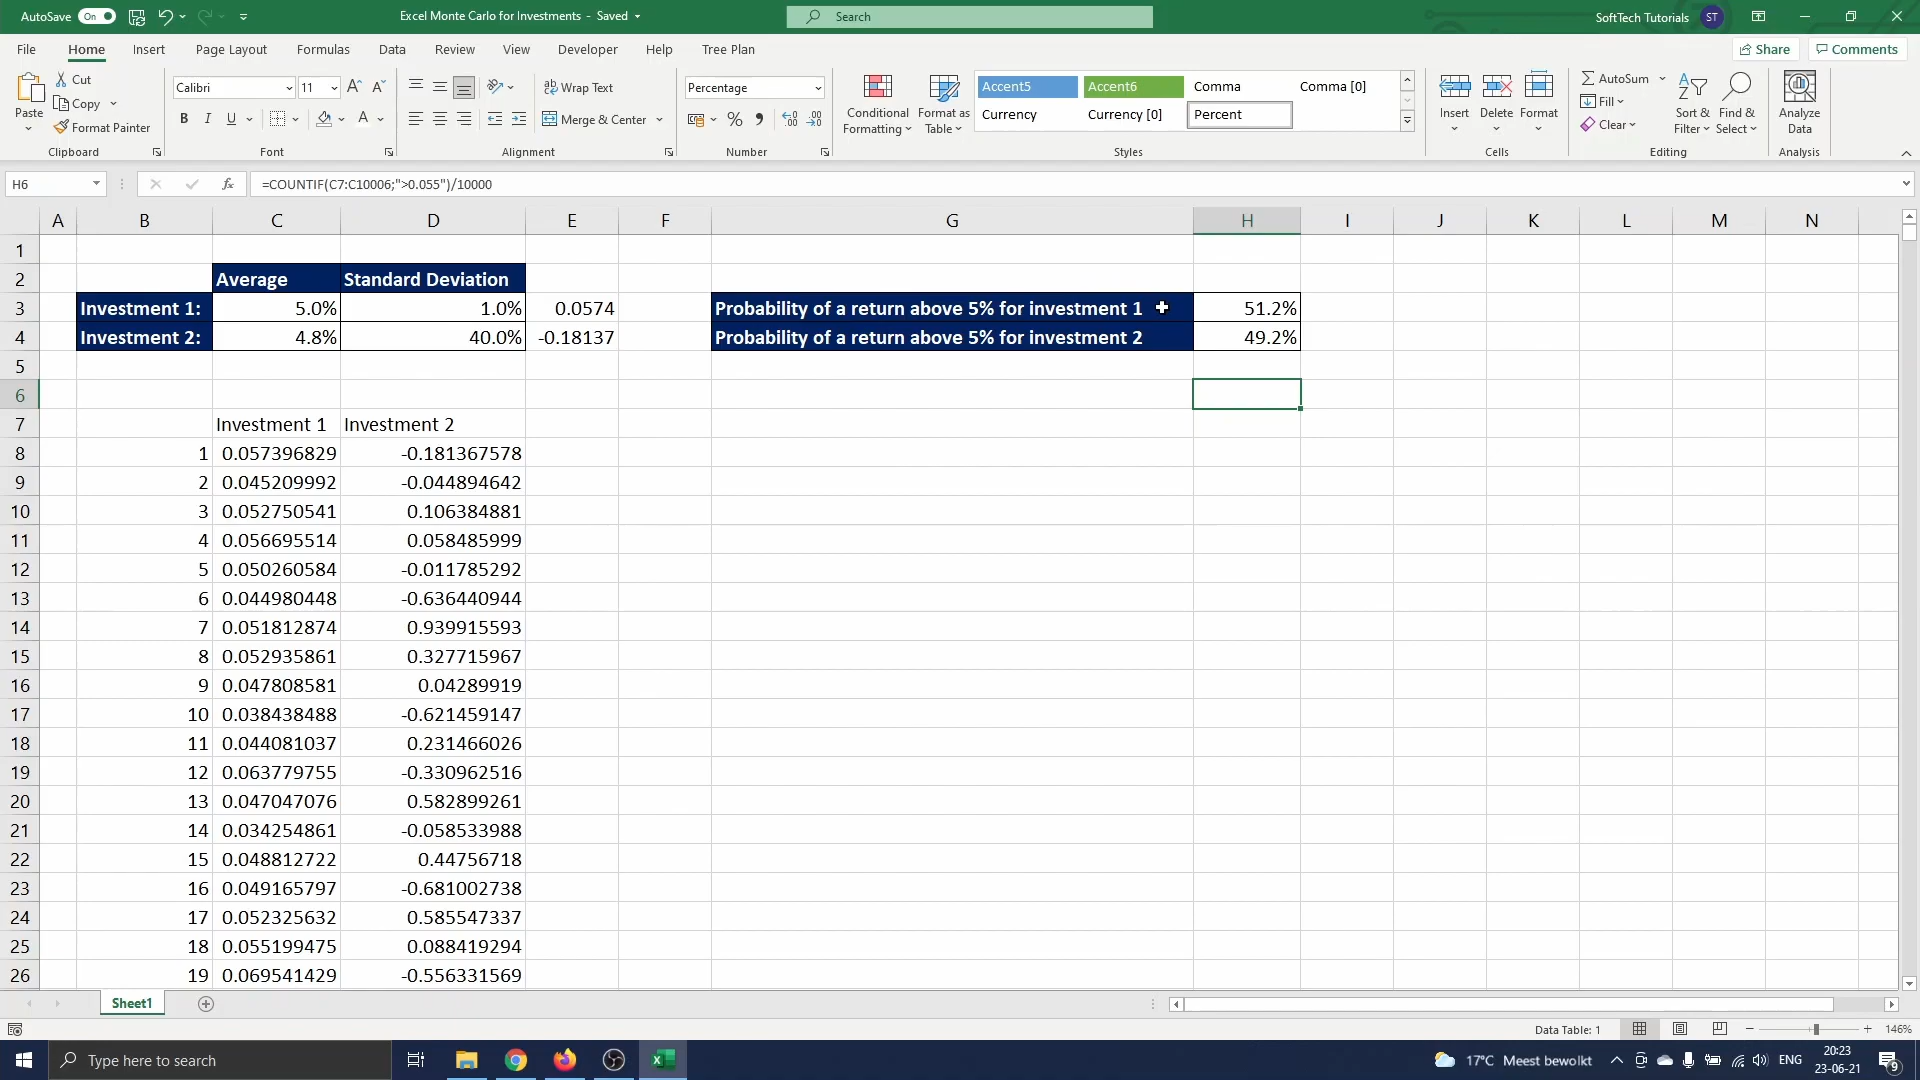 AutoSave On Excel Monte Carlo for Investments - Saved Search SoftTech Tutorials ST
File Home Insert Page Layout Formulas Data Review View Developer Help Tree Plan Share Comments
Paste Cut Copy Format Painter Clipboard
Calibri 11 B I U A Font
Wrap Text Merge & Center Alignment
Percentage % Number
Conditional Formatting Format as Table
Accent5 Accent6 Comma Comma [0]
Currency Currency [0] Percent
Styles
Insert Delete Format Cells
AutoSum Fill Clear Sort & Filter Find & Select Editing
Analyze Data Analysis
H6 fx =COUNTIF(C7:C10006;">0.055")/10000
A B C D E F G H I J K L M N
1
2 Average Standard Deviation
3 Investment 1: 5.0% 1.0% 0.0574 Probability of a return above 5% for investment 1 51.2%
4 Investment 2: 4.8% 40.0% -0.18137 Probability of a return above 5% for investment 2 49.2%
5
6
7 Investment 1 Investment 2
8 1 0.057396829 -0.181367578
9 2 0.045209992 -0.044894642
10 3 0.052750541 0.106384881
11 4 0.056695514 0.058485999
12 5 0.050260584 -0.011785292
13 6 0.044980448 -0.636440944
14 7 0.051812874 0.939915593
15 8 0.052935861 0.327715967
16 9 0.047808581 0.04289919
17 10 0.038438488 -0.621459147
18 11 0.044081037 0.231466026
19 12 0.063779755 -0.330962516
20 13 0.047047076 0.582899261
21 14 0.034254861 -0.058533988
22 15 0.048812722 0.44756718
23 16 0.049165797 -0.681002738
24 17 0.052325632 0.585547337
25 18 0.055199475 0.088419294
26 19 0.069541429 -0.556331569
Sheet1
Data Table: 1 146%
Type here to search 17°C Meest bewolkt ENG 20:23
23-06-21 9